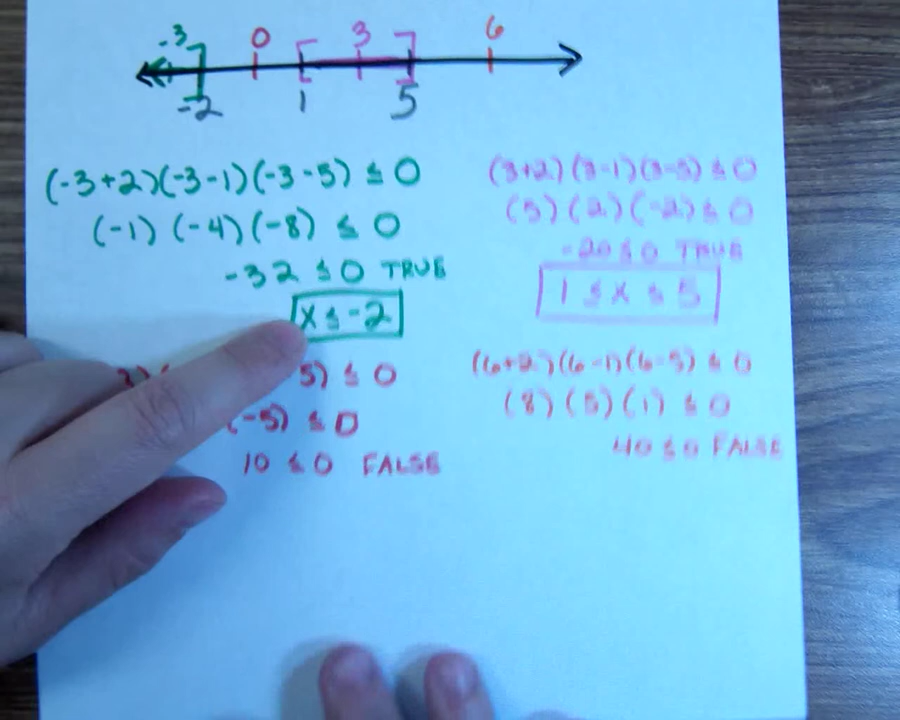 -3 0 3 6
-2 1 5
(-3+2)(-3-1)(-3-5) ≤ 0
(-1) (-4)(-8) ≤ 0
-32 ≤ 0 TRUE
x ≤ -2
5) ≤ 0
(-5) ≤ 0
10 ≤ 0 FALSE
(3+2)(3-1)(3-5) ≤ 0
(5)(2)(-2) ≤ 0
-20 ≤ 0 TRUE
1 ≤ x ≤ 5
(6+2)(6-1)(6-5) ≤ 0
(8)(5)(1) ≤ 0
40 ≤ 0 FALSE